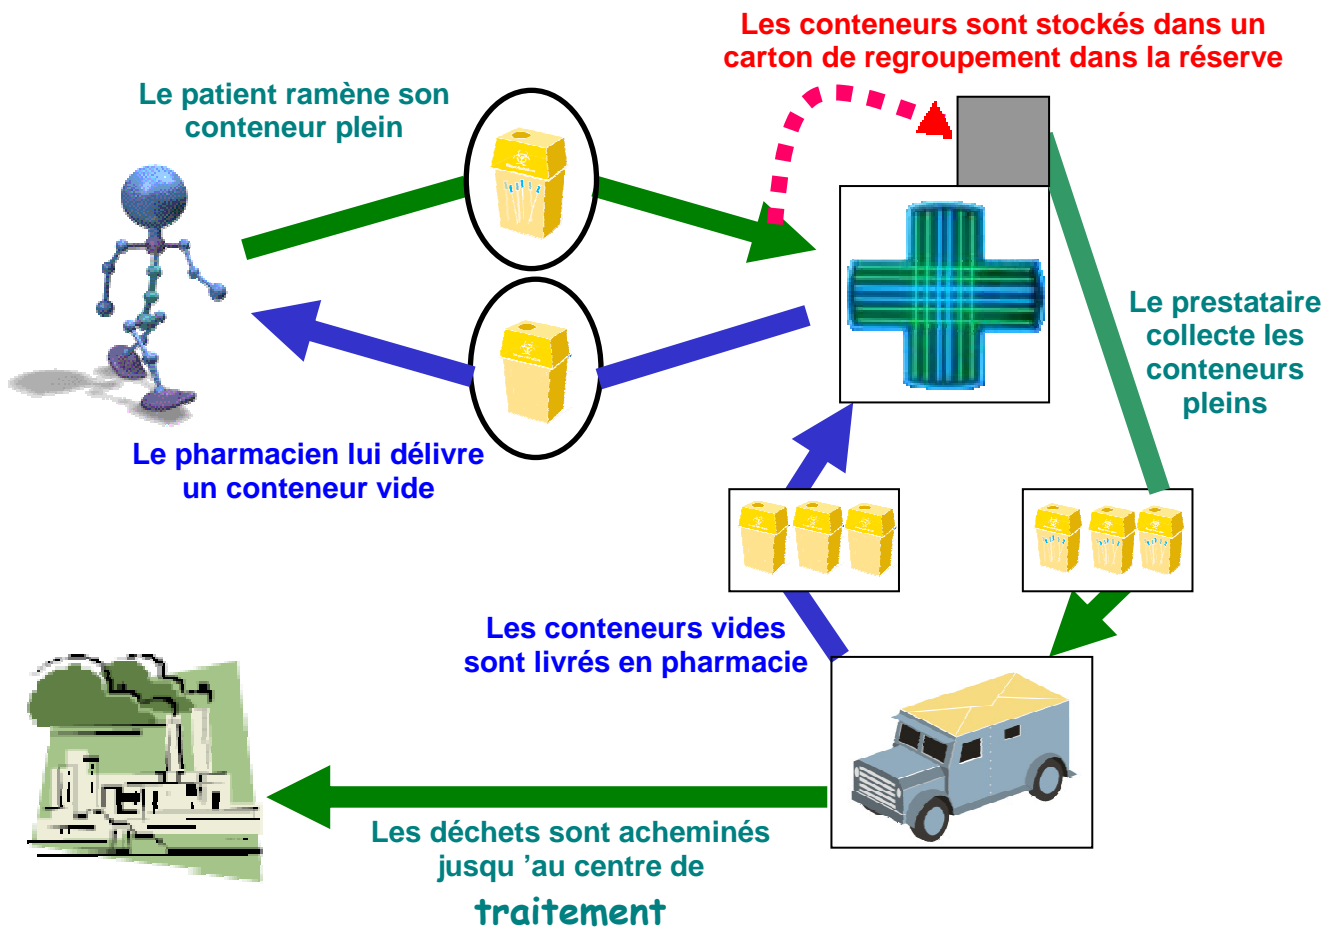 Les conteneurs sont stockés dans un
carton de regroupement dans la réserve
Le patient ramène son
conteneur plein
Le prestataire
collecte les
conteneurs
pleins
Le pharmacien lui délivre
un conteneur vide
Les conteneurs vides
sont livrés en pharmacie
Les déchets sont acheminés
jusqu ’au centre de
traitement